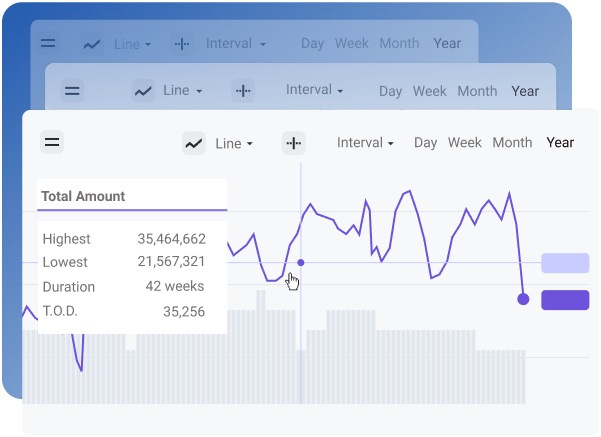 Line Interval Day Week Month Year
Line Interval Day Week Month Year
Line Interval Day Week Month Year
Total Amount
Highest 35,464,662
Lowest 21,567,321
Duration 42 weeks
T.O.D. 35,256